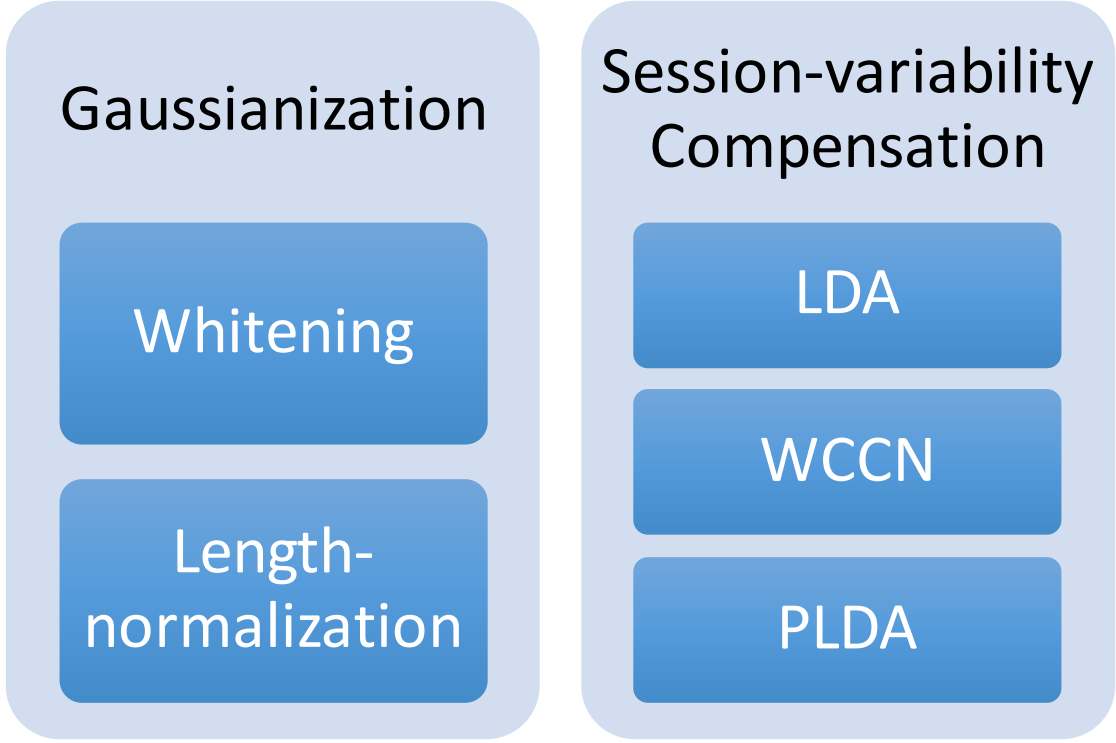 Gaussianization
Whitening
Length-
normalization
Session-variability
Compensation
LDA
WCCN
PLDA